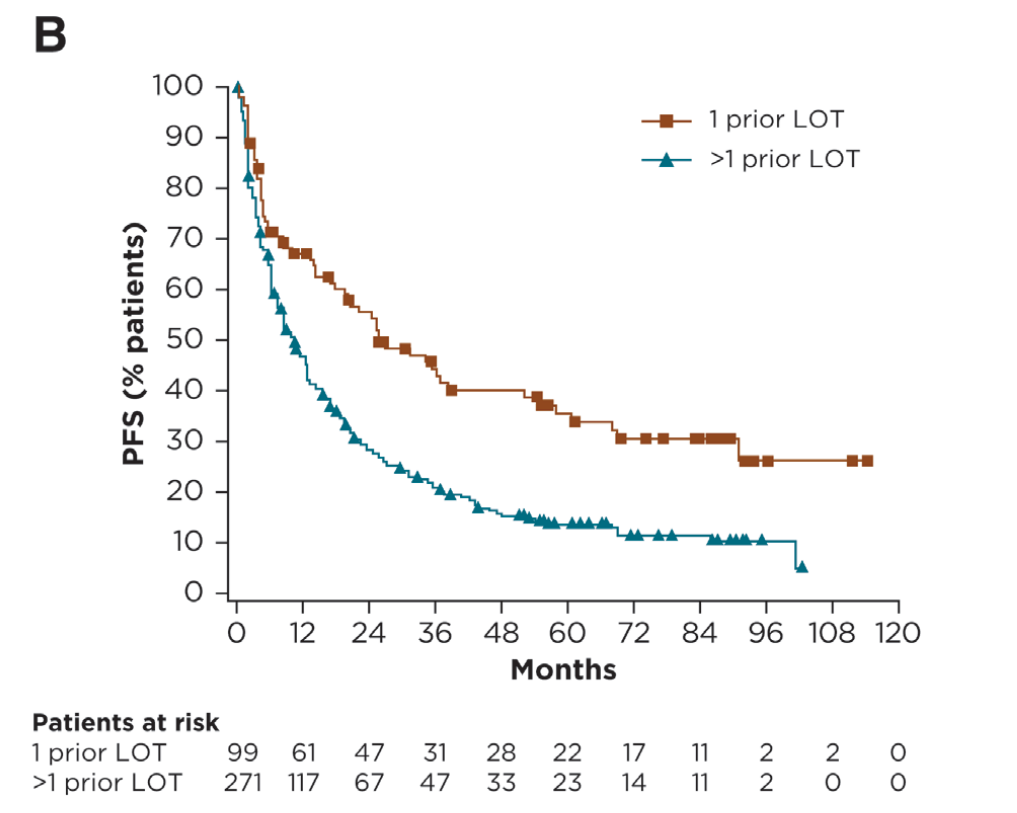 B
100
90
80
70
60
50
40
30
20
10
0
PFS (% patients)
1 prior LOT
>1 prior LOT
0 12 24 36 48 60 72 84 96 108 120
Months
Patients at risk
1 prior LOT 99 61 47 31 28 22 17 11 2 2 0
>1 prior LOT 271 117 67 47 33 23 14 11 2 0 0